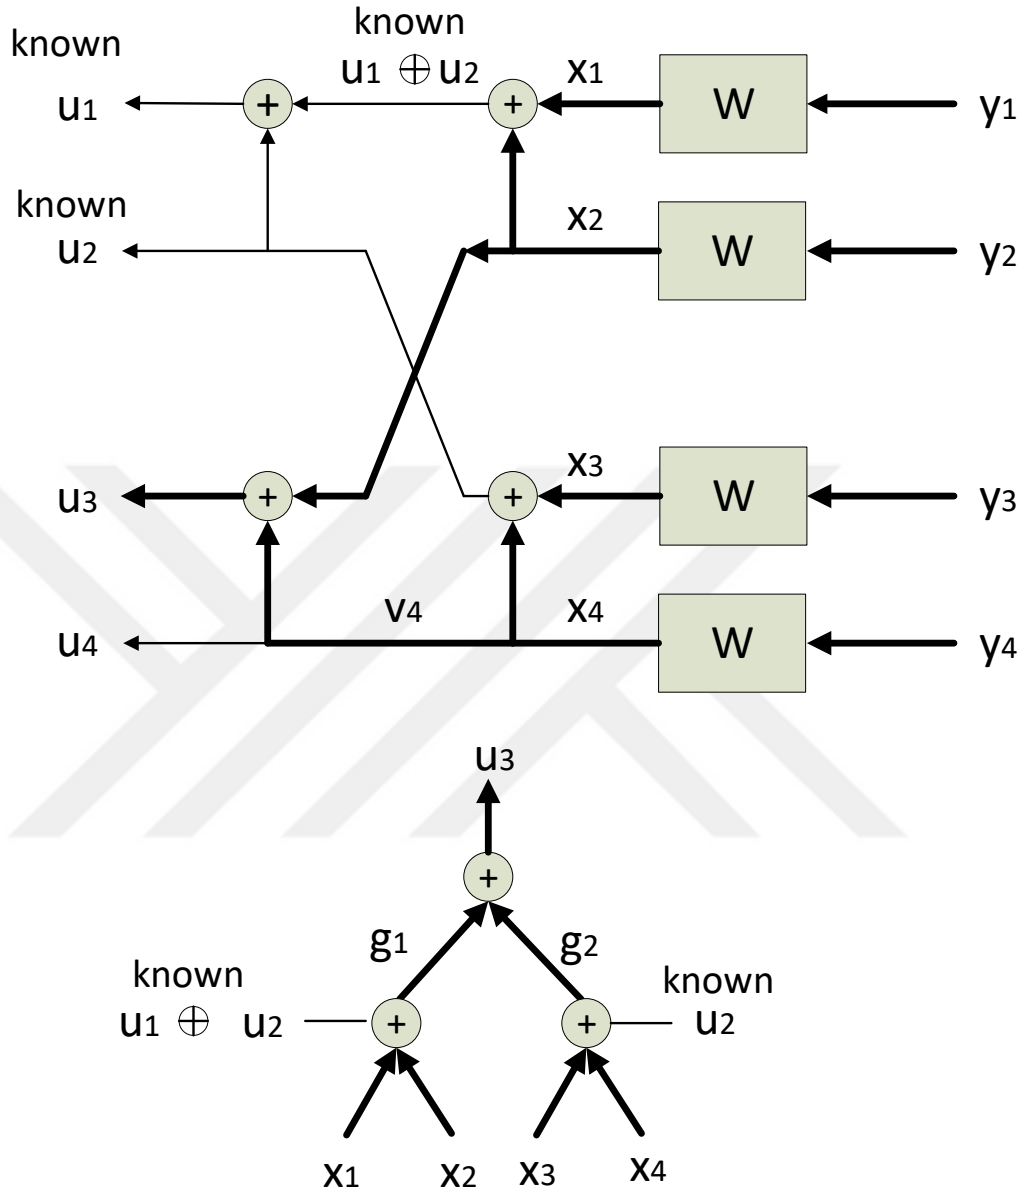 known
known
u1 ⊕ u2
x1
W
y1
u1
+
+
known
x2
u2
W
y2
x3
u3
+
+
W
y3
v4
x4
u4
W
y4
u3
+
g1
g2
known
known
u1 ⊕ u2
+
+
u2
x1
x2
x3
x4